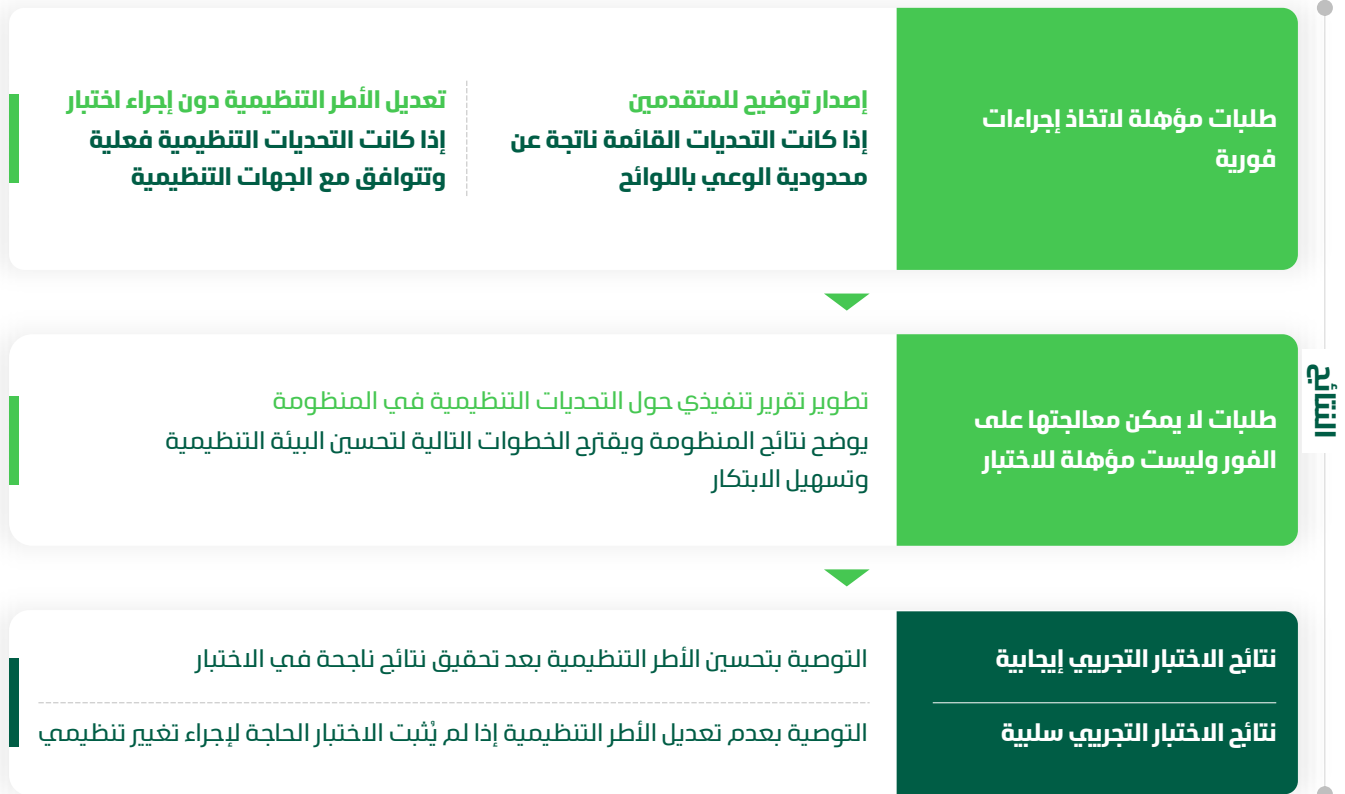 النتائج
طلبات مؤهلة لاتخاذ إجراءات
فورية
إصدار توضيح للمتقدمين
إذا كانت التحديات القائمة ناتجة عن
محدودية الوعي باللوائح
تعديل الأطر التنظيمية دون إجراء اختبار
إذا كانت التحديات التنظيمية فعلية
وتتوافق مع الجهات التنظيمية
طلبات لا يمكن معالجتها على
الفور وليست مؤهلة للاختبار
تطوير تقرير تنفيذي حول التحديات التنظيمية في المنظومة
يوضح نتائج المنظومة ويقترح الخطوات التالية لتحسين البيئة التنظيمية
وتسهيل الابتكار
نتائج الاختبار التجريبي إيجابية
التوصية بتحسين الأطر التنظيمية بعد تحقيق نتائج ناجحة في الاختبار
نتائج الاختبار التجريبي سلبية
التوصية بعدم تعديل الأطر التنظيمية إذا لم يُثبت الاختبار الحاجة لإجراء تغيير تنظيمي